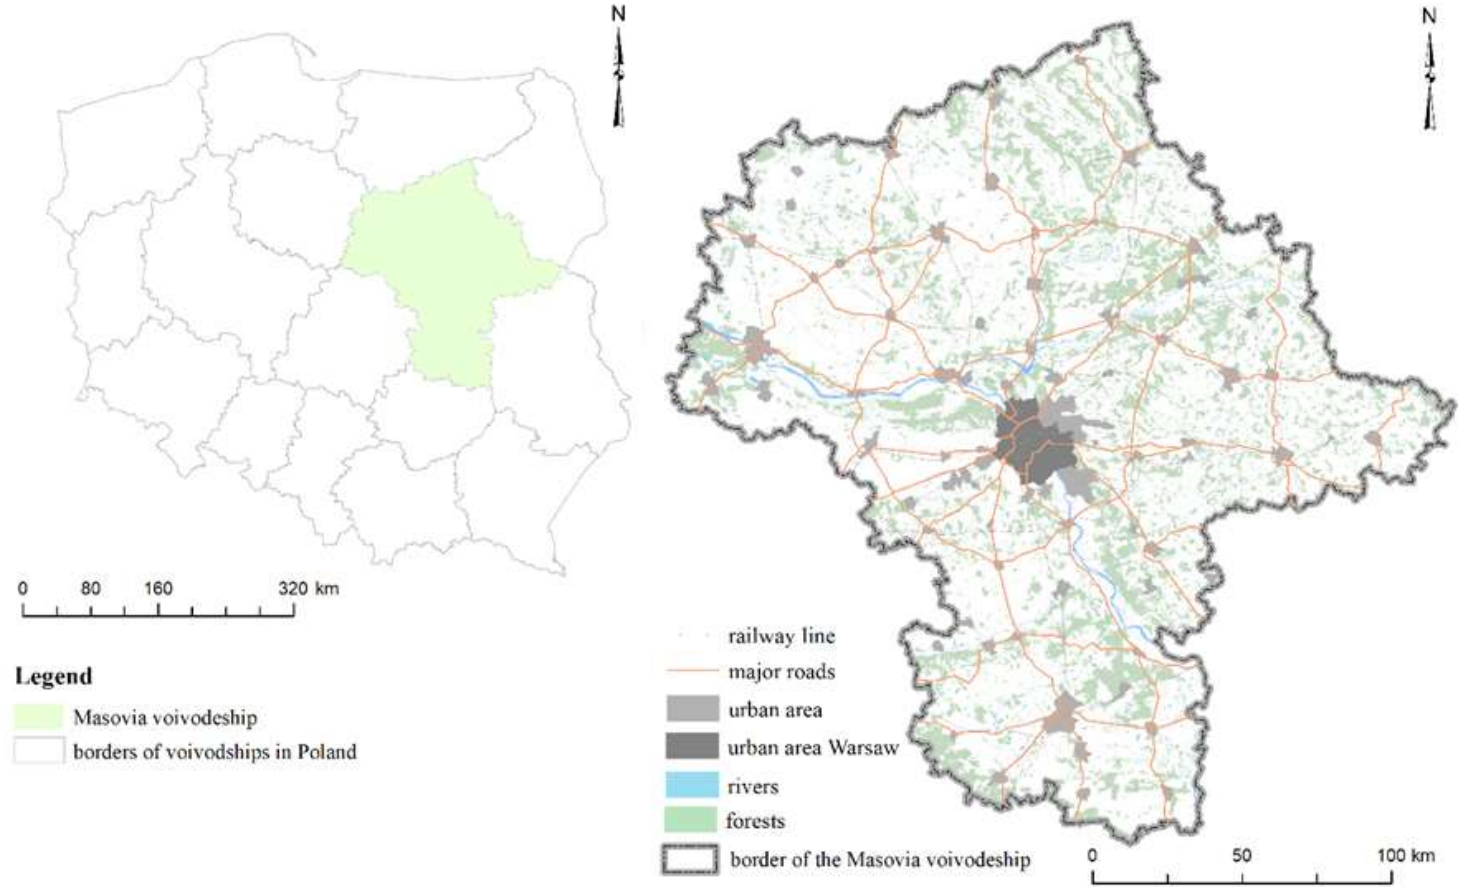 N
N
0 80 160 320 km
Legend
Masovia voivodeship
borders of voivodships in Poland
railway line
major roads
urban area
urban area Warsaw
rivers
forests
border of the Masovia voivodeship
0 50 100 km